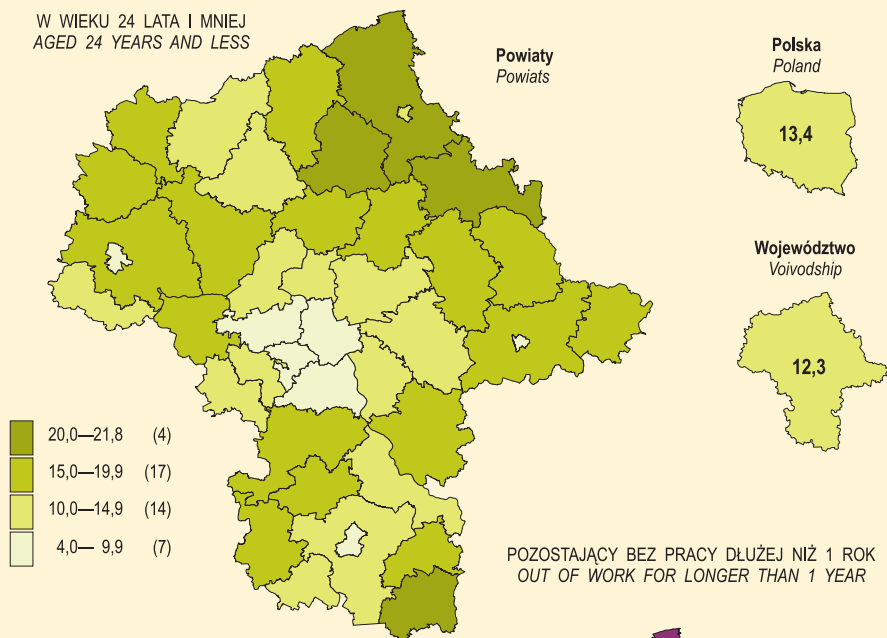 W WIEKU 24 LATA I MNIEJ
AGED 24 YEARS AND LESS
Powiaty
Powiats
Polska
Poland
13,4
Województwo
Voivodship
12,3
20,0—21,8 (4)
15,0—19,9 (17)
10,0—14,9 (14)
4,0— 9,9 (7)
POZOSTAJĄCY BEZ PRACY DŁUŻEJ NIŻ 1 ROK
OUT OF WORK FOR LONGER THAN 1 YEAR